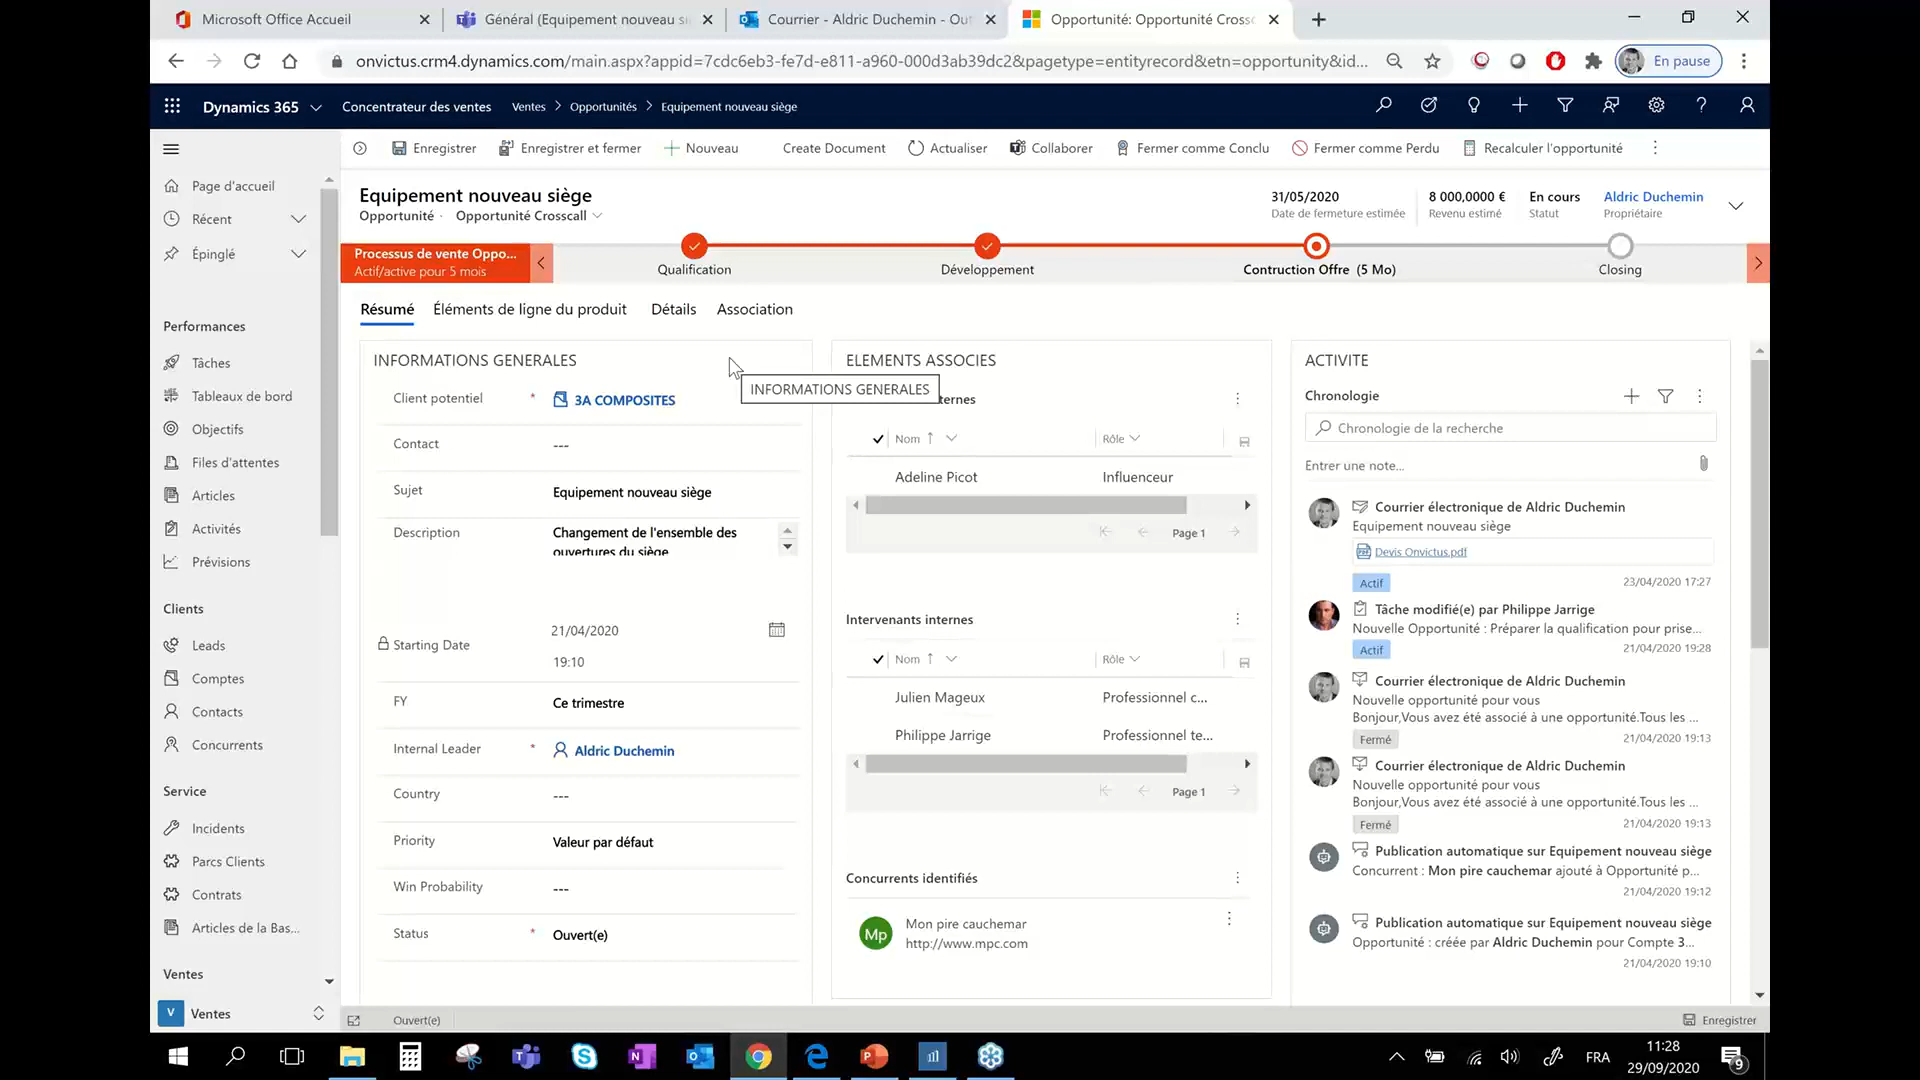 Microsoft Office Accueil
Général (Equipement nouveau si
Courrier - Aldric Duchemin - Out
Opportunité: Opportunité Crossc
onvictus.crm4.dynamics.com/main.aspx?appid=7cdc6eb3-fe7d-e811-a960-000d3ab39dc2&pagetype=entityrecord&etn=opportunity&id...
En pause
Dynamics 365
Concentrateur des ventes
Ventes > Opportunités > Equipement nouveau siège
Enregistrer
Enregistrer et fermer
Nouveau
Create Document
Actualiser
Collaborer
Fermer comme Conclu
Fermer comme Perdu
Recalculer l'opportunité
Page d'accueil
Récent
Épinglé
Performances
Tâches
Tableaux de bord
Objectifs
Files d'attentes
Articles
Activités
Prévisions
Clients
Leads
Comptes
Contacts
Concurrents
Service
Incidents
Parcs Clients
Contrats
Articles de la Bas...
Ventes
V Ventes
Equipement nouveau siège
Opportunité · Opportunité Crosscall
31/05/2020
Date de fermeture estimée
8 000,0000 €
Revenu estimé
En cours
Statut
Aldric Duchemin
Propriétaire
Processus de vente Oppo...
Actif/active pour 5 mois
Qualification
Développement
Contruction Offre (5 Mo)
Closing
Résumé
Éléments de ligne du produit
Détails
Association
INFORMATIONS GENERALES
Client potentiel * 3A COMPOSITES
Contact ---
Sujet Equipement nouveau siège
Description Changement de l'ensemble des
ouvertures du siège
Starting Date 21/04/2020
19:10
FY Ce trimestre
Internal Leader * Aldric Duchemin
Country ---
Priority Valeur par défaut
Win Probability ---
Status * Ouvert(e)
INFORMATIONS GENERALES
ELEMENTS ASSOCIES
ternes
Nom Rôle
Adeline Picot Influenceur
Page 1
Intervenants internes
Nom Rôle
Julien Mageux Professionnel c...
Philippe Jarrige Professionnel te...
Page 1
Concurrents identifiés
Mp
Mon pire cauchemar
http://www.mpc.com
ACTIVITE
Chronologie
Chronologie de la recherche
Entrer une note...
Courrier électronique de Aldric Duchemin
Equipement nouveau siège
Devis Onvictus.pdf
Actif 23/04/2020 17:27
Tâche modifié(e) par Philippe Jarrige
Nouvelle Opportunité : Préparer la qualification pour prise...
Actif 21/04/2020 19:28
Courrier électronique de Aldric Duchemin
Nouvelle opportunité pour vous
Bonjour,Vous avez été associé à une opportunité.Tous les ...
Fermé 21/04/2020 19:13
Courrier électronique de Aldric Duchemin
Nouvelle opportunité pour vous
Bonjour,Vous avez été associé à une opportunité.Tous les ...
Fermé 21/04/2020 19:13
Publication automatique sur Equipement nouveau siège
Concurrent : Mon pire cauchemar ajouté à Opportunité p...
21/04/2020 19:12
Publication automatique sur Equipement nouveau siège
Opportunité : créée par Aldric Duchemin pour Compte 3...
21/04/2020 19:10
Ouvert(e)
Enregistrer
FRA
11:28
29/09/2020
9